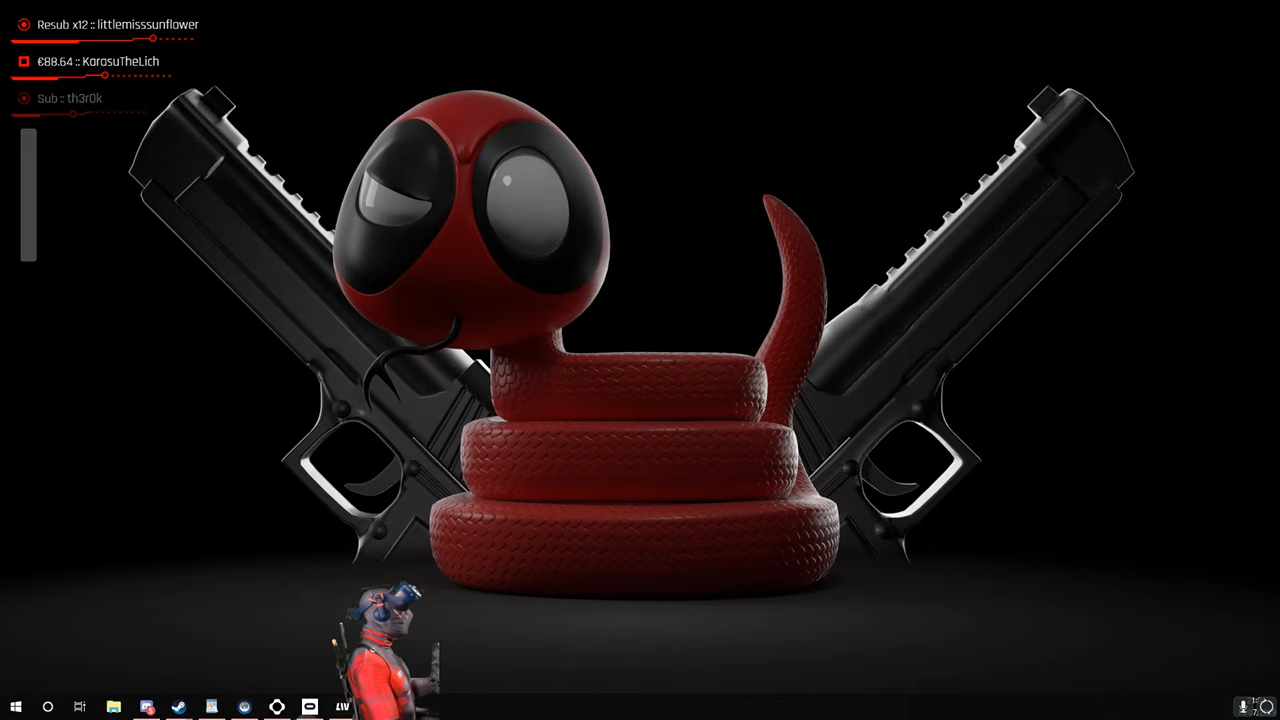 Resub x12 :: littlemisssunflower
€88.64 :: KarasuTheLich
Sub :: th3r0k